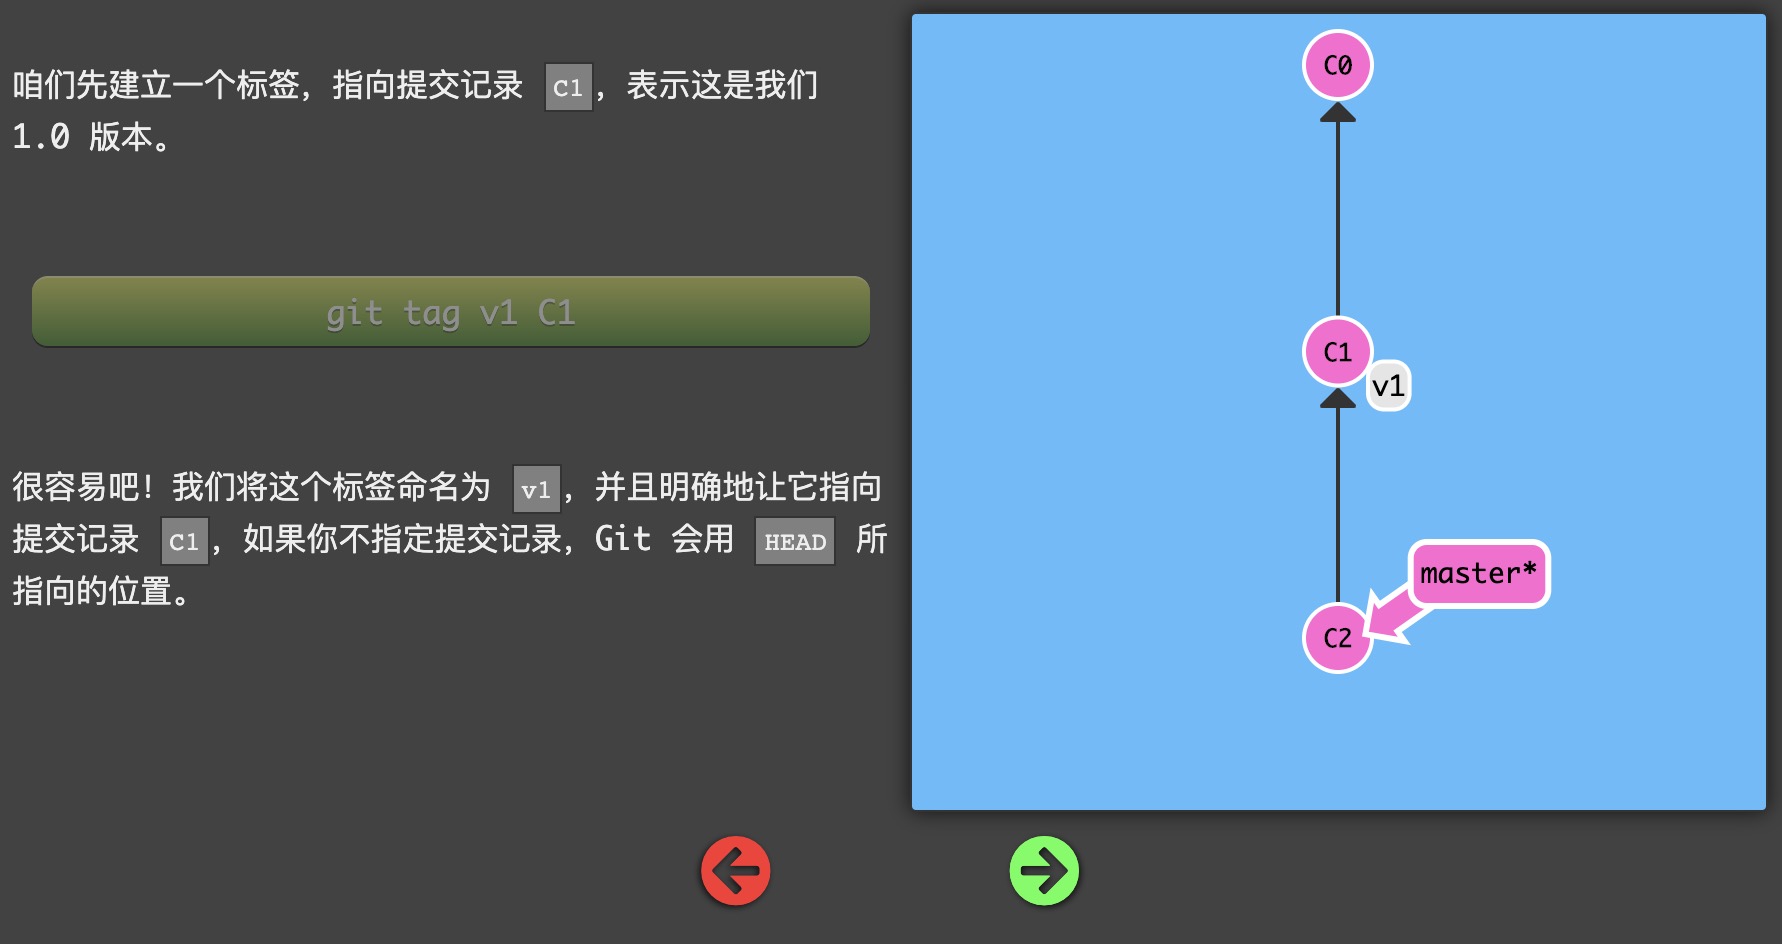 咱们先建立一个标签，指向提交记录 C1，表示这是我们
1.0 版本。
git tag v1 C1
很容易吧！我们将这个标签命名为 v1，并且明确地让它指向
提交记录 C1，如果你不指定提交记录，Git 会用 HEAD 所
指向的位置。
C0
C1
v1
master*
C2